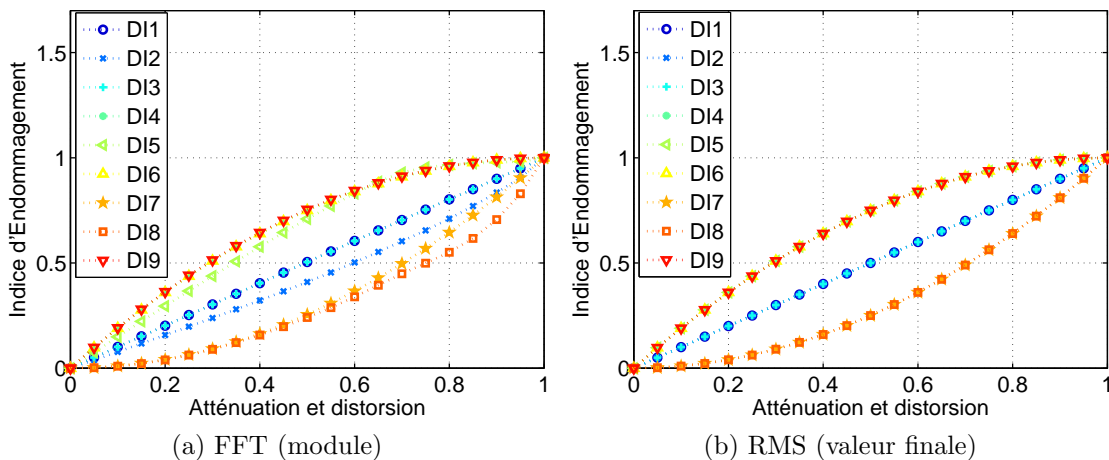 1.5
1
0.5
0
0 0.2 0.4 0.6 0.8 1
Indice d'Endommagement
Atténuation et distorsion
DI1
DI2
DI3
DI4
DI5
DI6
DI7
DI8
DI9
(a) FFT (module)
1.5
1
0.5
0
0 0.2 0.4 0.6 0.8 1
Indice d'Endommagement
Atténuation et distorsion
DI1
DI2
DI3
DI4
DI5
DI6
DI7
DI8
DI9
(b) RMS (valeur finale)